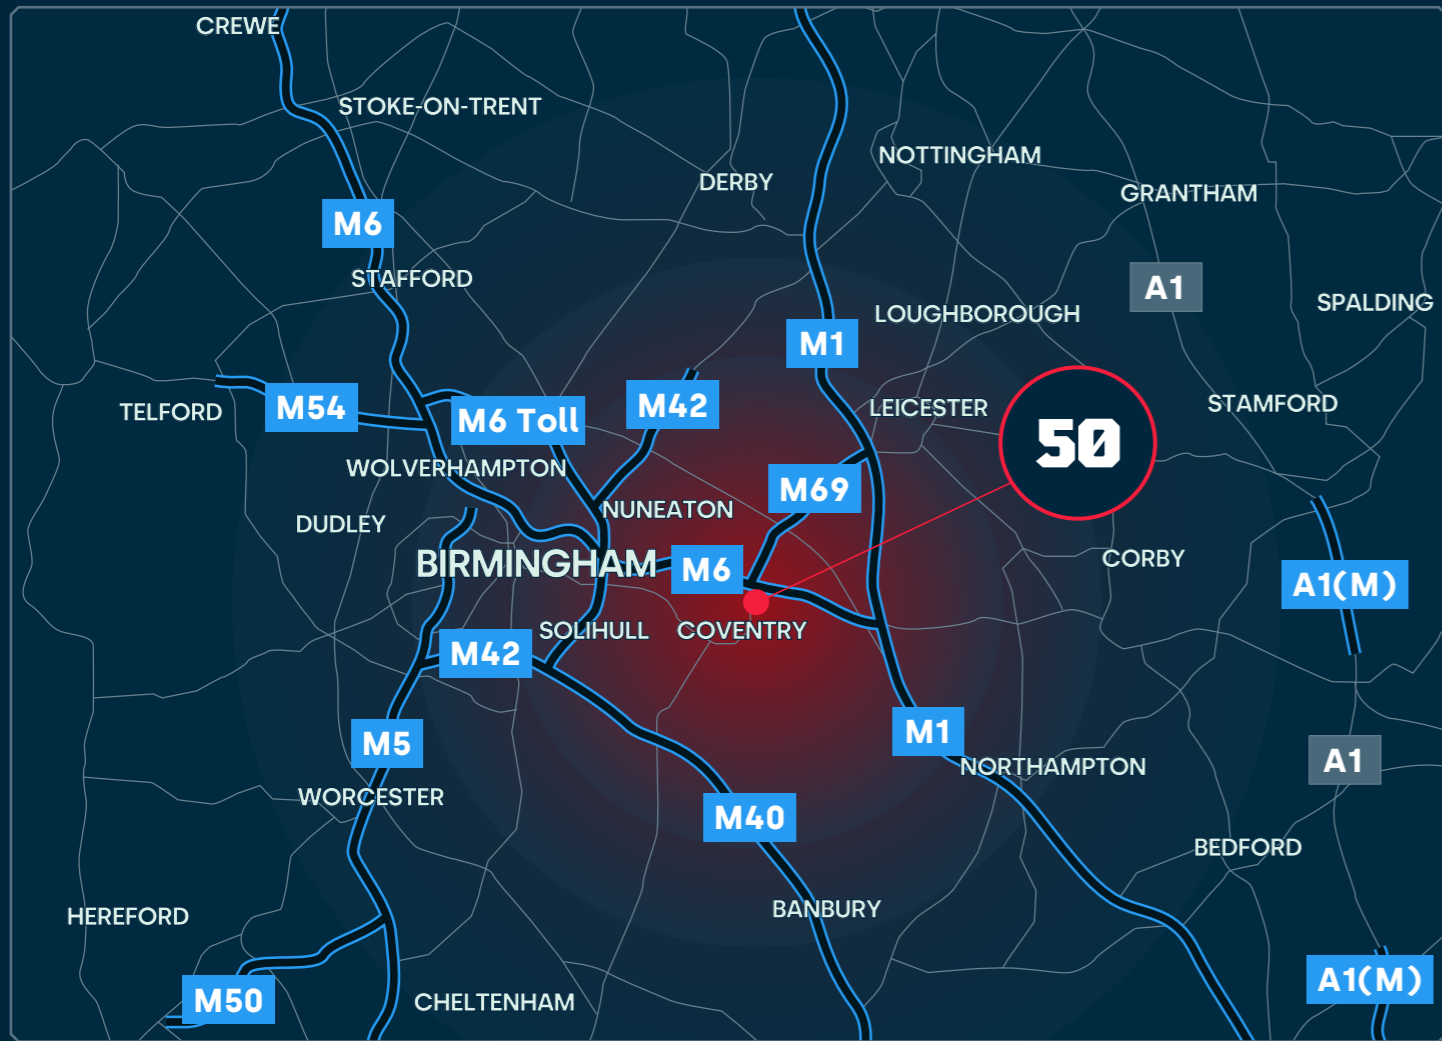 CREWE
STOKE-ON-TRENT
NOTTINGHAM
DERBY
GRANTHAM
M6
STAFFORD
A1
SPALDING
LOUGHBOROUGH
M1
TELFORD
M54
M6 Toll
M42
LEICESTER
STAMFORD
50
WOLVERHAMPTON
M69
NUNEATON
DUDLEY
BIRMINGHAM
M6
CORBY
A1(M)
SOLIHULL
COVENTRY
M42
M5
M1
NORTHAMPTON
A1
WORCESTER
M40
BEDFORD
BANBURY
HEREFORD
M50
CHELTENHAM
A1(M)